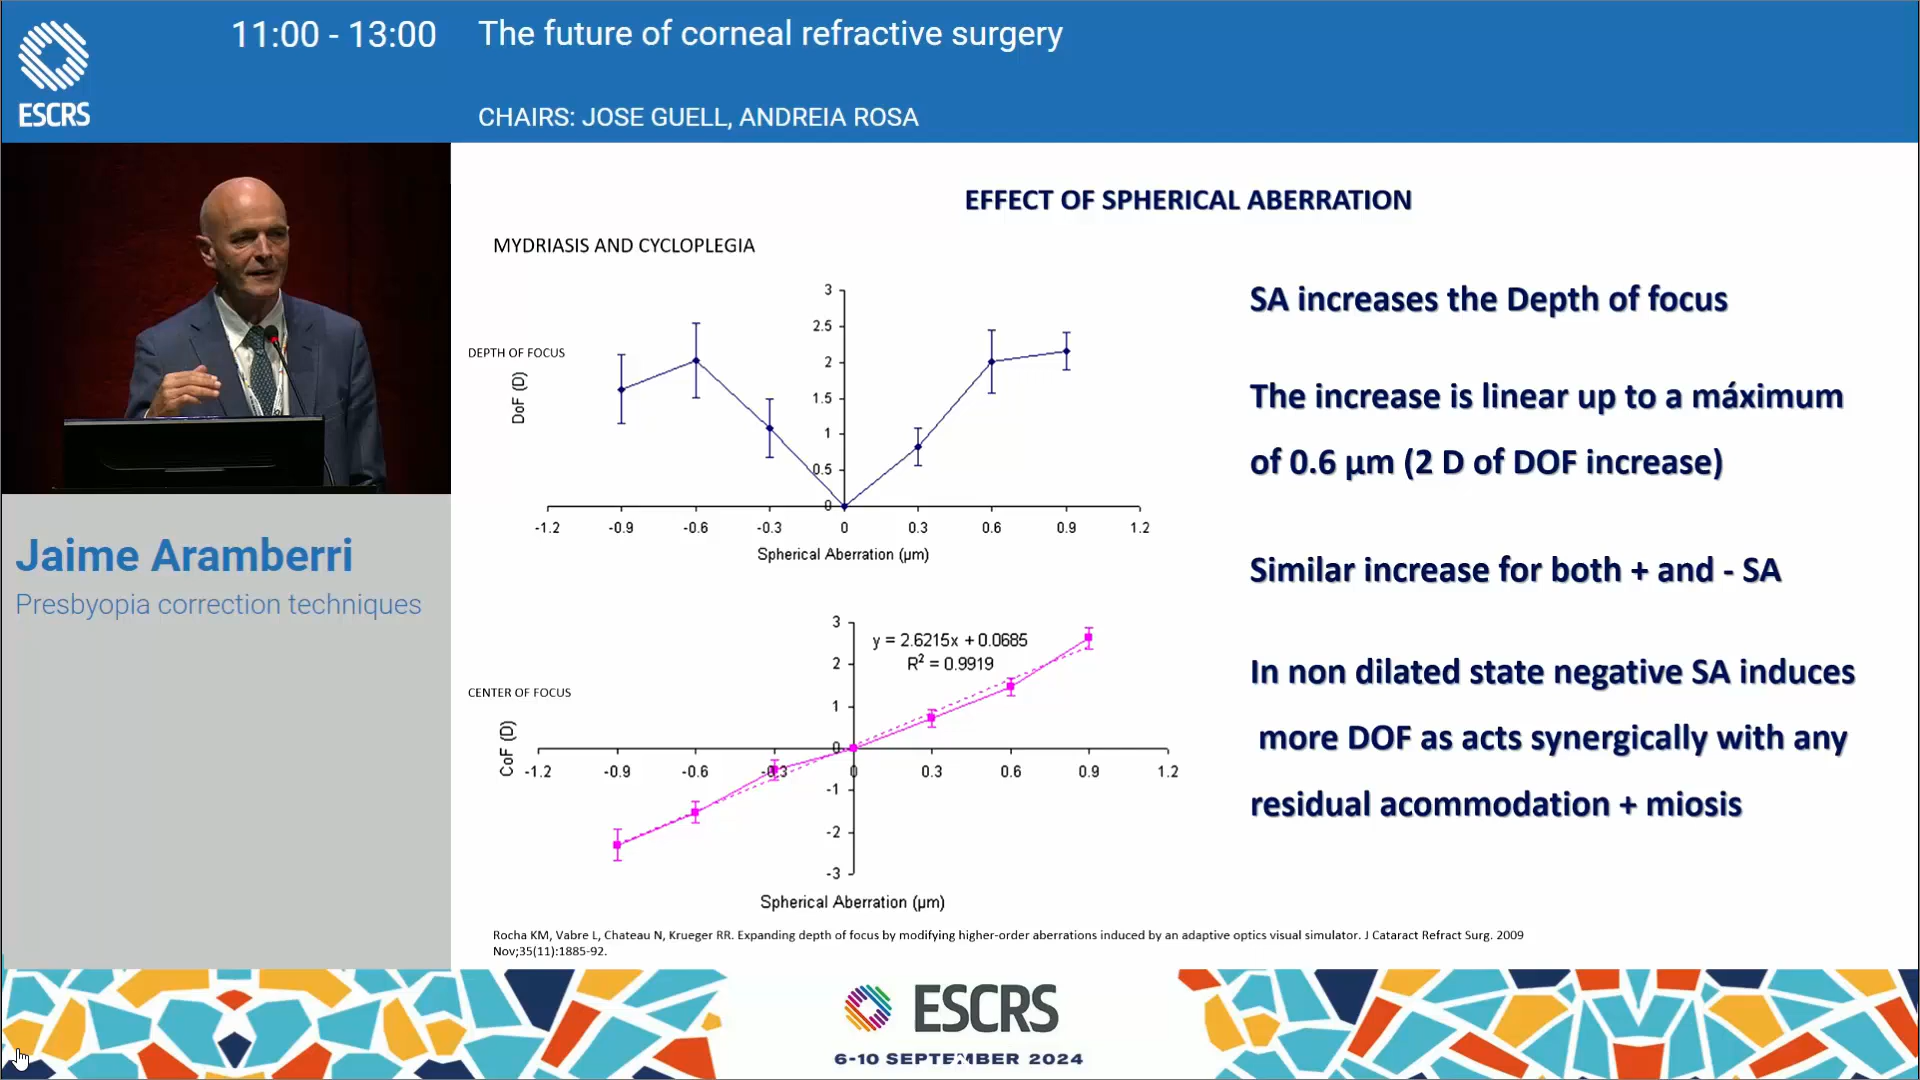 11:00 - 13:00
The future of corneal refractive surgery
ESCRS
CHAIRS: JOSE GUELL, ANDREIA ROSA
Jaime Aramberri
Presbyopia correction techniques
EFFECT OF SPHERICAL ABERRATION
MYDRIASIS AND CYCLOPLEGIA
DEPTH OF FOCUS
DoF (D)
3
2.5
2
1.5
1
0.5
0
-1.2 -0.9 -0.6 -0.3 0 0.3 0.6 0.9 1.2
Spherical Aberration (µm)
CENTER OF FOCUS
CoF (D)
y = 2.6215x + 0.0685
R² = 0.9919
3
2
1
0
-1
-2
-3
-1.2 -0.9 -0.6 -0.3 0 0.3 0.6 0.9 1.2
Spherical Aberration (µm)
SA increases the Depth of focus
The increase is linear up to a máximum
of 0.6 µm (2 D of DOF increase)
Similar increase for both + and - SA
In non dilated state negative SA induces
more DOF as acts synergically with any
residual acommodation + miosis
Rocha KM, Vabre L, Chateau N, Krueger RR. Expanding depth of focus by modifying higher-order aberrations induced by an adaptive optics visual simulator. J Cataract Refract Surg. 2009
Nov;35(11):1885-92.
ESCRS
6-10 SEPTEMBER 2024